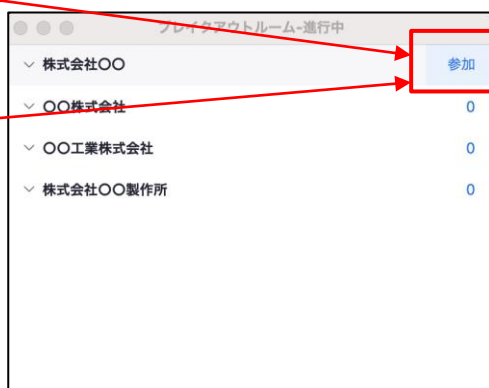 ブレイクアウトルーム-進行中
株式会社〇〇
参加
〇〇株式会社
0
〇〇工業株式会社
0
株式会社〇〇製作所
0